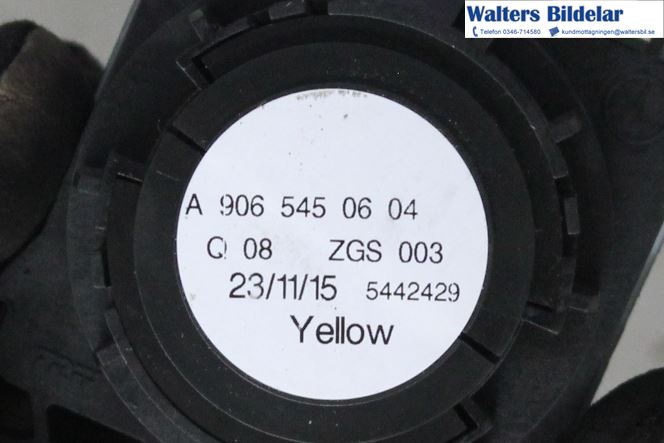 Walters Bildelar
Telefon 0346-714580 kundmottagningen@waltersbil.se
A 906 545 06 04
Q 08 ZGS 003
23/11/15 5442429
Yellow